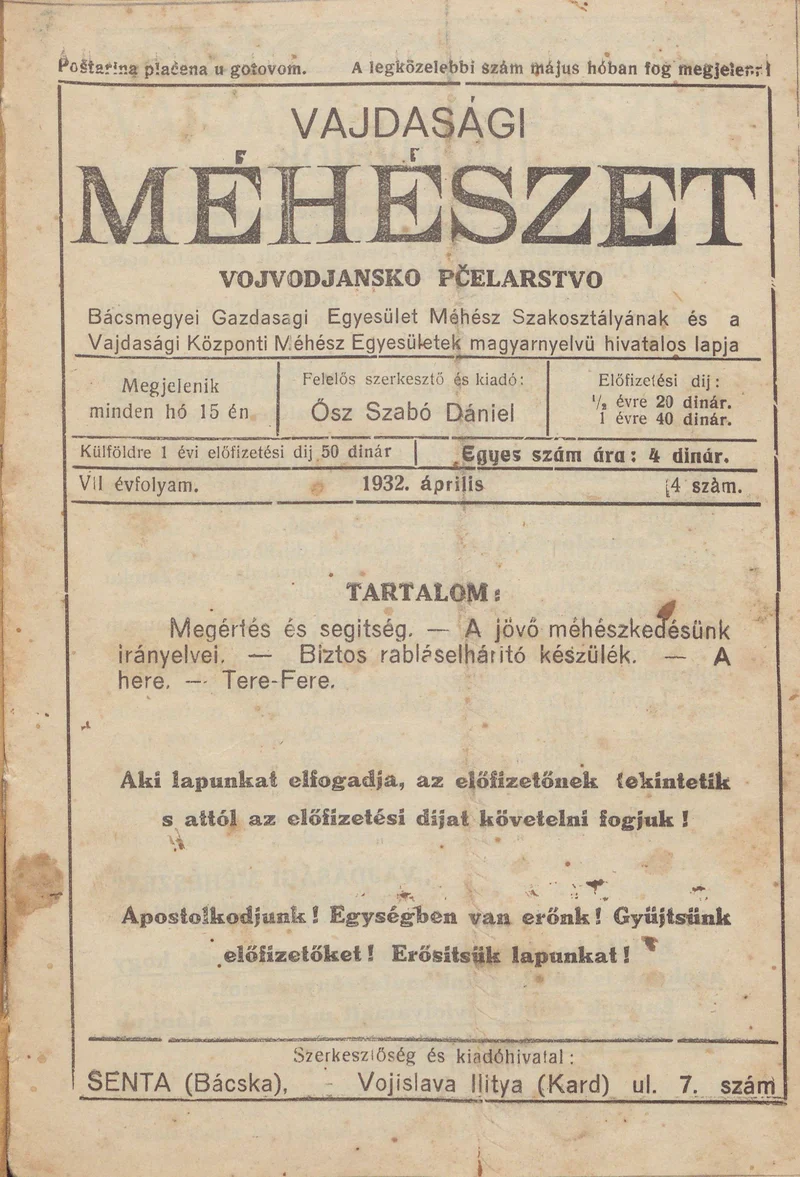 Poštarina plaćena u gotovom. A legközelebbi szám május hóban fog megjelenni
VAJDASÁGI
MÉHÉSZET
VOJVODJANSKO PČELARSTVO
Bácsmegyei Gazdasagi Egyesület Méhész Szakosztályának és a
Vajdasági Központi Méhész Egyesületek magyarnyelvü hivatalos lapja
Megjelenik
minden hó 15 én
Felelős szerkesztő és kiadó:
Ősz Szabó Dániel
Előfizetési dij:
½ évre 20 dinár.
1 évre 40 dinár.
Külföldre 1 évi előfizetési dij 50 dinár
Egyes szám ára: 4 dinár.
VII évfolyam. 1932. április 4 szàm.
TARTALOM:
Megértés és segitség. — A jövő méhészkedésünk
irányelvei. — Biztos rabláselháritó készülék. — A
here. — Tere-Fere.
Aki lapunkat elfogadja, az előfizetőnek tekintetik
s attól az előfizetési díjat követelni fogjuk!
Apostolkodjunk! Egységben van erőnk! Gyüjtsünk
előfizetőket! Erősitsük lapunkat!
Szerkesztőség és kiadóhivatal:
SENTA (Bácska), - Vojislava Ilitya (Kard) ul. 7. szám